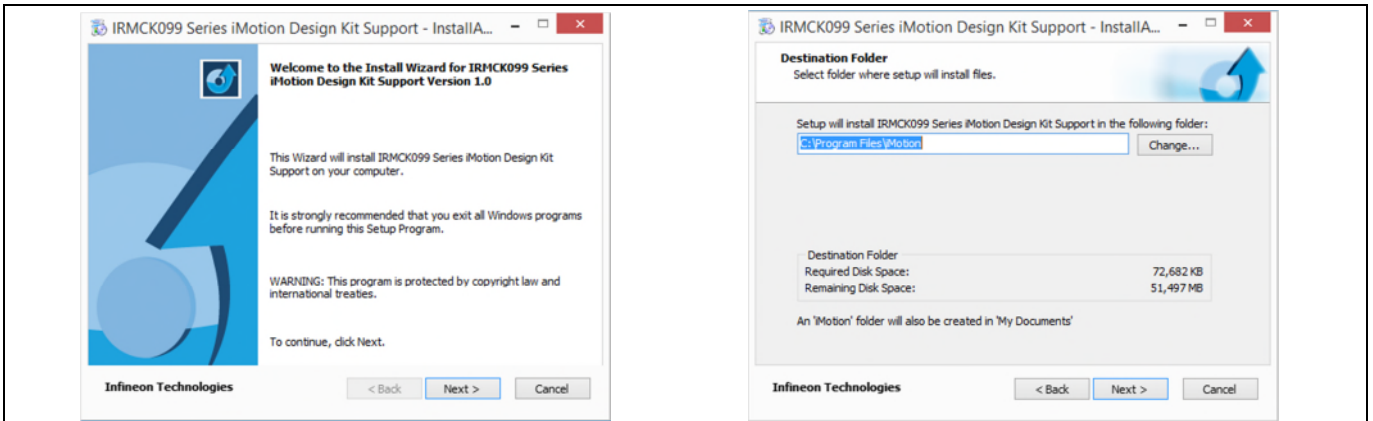 IRMCK099 Series iMotion Design Kit Support - InstallA...
Welcome to the Install Wizard for IRMCK099 Series
iMotion Design Kit Support Version 1.0
This Wizard will install IRMCK099 Series iMotion Design Kit
Support on your computer.
It is strongly recommended that you exit all Windows programs
before running this Setup Program.
WARNING: This program is protected by copyright law and
international treaties.
To continue, click Next.
Infineon Technologies
< Back
Next >
Cancel
IRMCK099 Series iMotion Design Kit Support - InstallA...
Destination Folder
Select folder where setup will install files.
Setup will install IRMCK099 Series iMotion Design Kit Support in the following folder:
C:\Program Files\iMotion
Change...
Destination Folder
Required Disk Space: 72,682 KB
Remaining Disk Space: 51,497 MB
An 'iMotion' folder will also be created in 'My Documents'
Infineon Technologies
< Back
Next >
Cancel